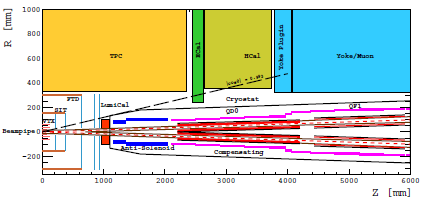 R [mm]
1000
800
600
400
200
0
−200
TPC
ECal
HCal
Yoke Plugin
Yoke/Muon
FTD
SIT
VTX
Beampipe
LumiCal
Cryostat
QD0
QF1
Anti-Solenoid
Compensating
0
1000
2000
3000
4000
5000
6000
Z [mm]